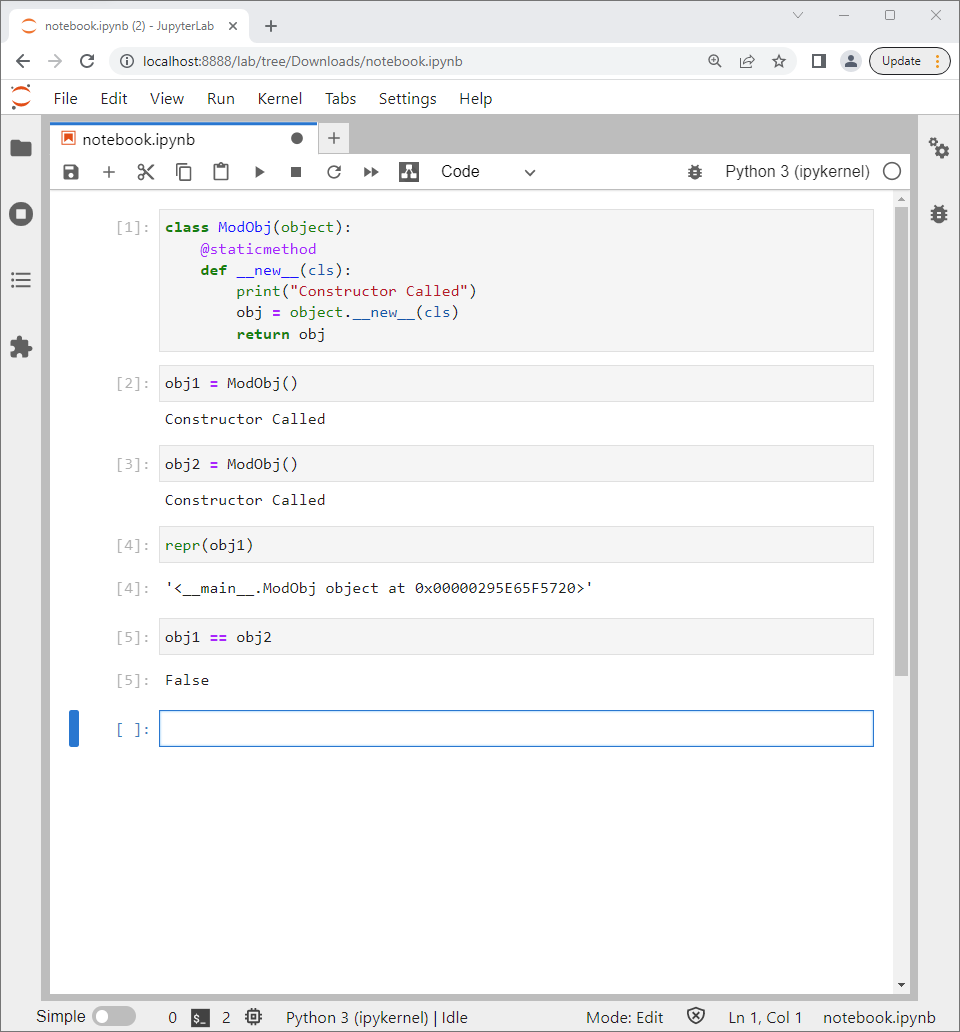 notebook.ipynb (2) - JupyterLab
localhost:8888/lab/tree/Downloads/notebook.ipynb
Update
File Edit View Run Kernel Tabs Settings Help
notebook.ipynb
Code
Python 3 (ipykernel)
[1]: class ModObj(object):
    @staticmethod
    def __new__(cls):
        print("Constructor Called")
        obj = object.__new__(cls)
        return obj
[2]: obj1 = ModObj()
Constructor Called
[3]: obj2 = ModObj()
Constructor Called
[4]: repr(obj1)
[4]: '<__main__.ModObj object at 0x00000295E65F5720>'
[5]: obj1 == obj2
[5]: False
[ ]:
Simple 0 $_ 2 Python 3 (ipykernel) | Idle Mode: Edit Ln 1, Col 1 notebook.ipynb